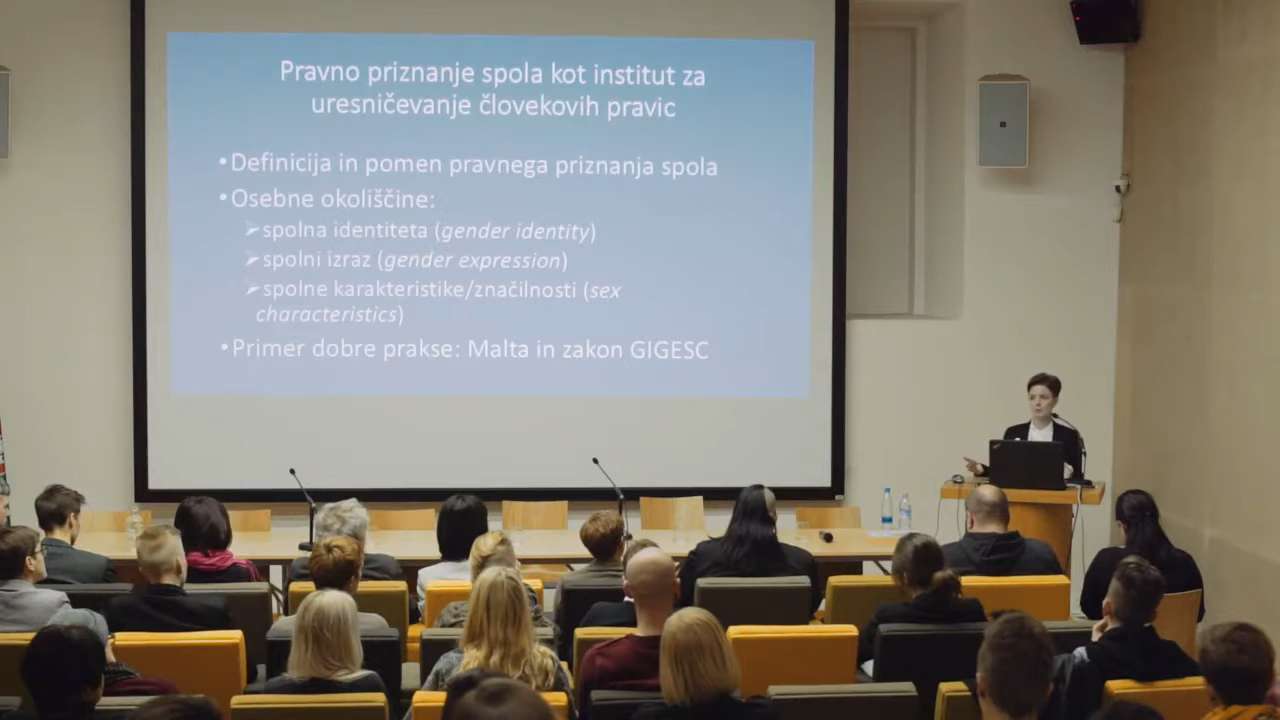 Pravno priznanje spola kot institut za
uresničevanje človekovih pravic
•Definicija in pomen pravnega priznanja spola
•Osebne okoliščine:
➢spolna identiteta (gender identity)
➢spolni izraz (gender expression)
➢spolne karakteristike/značilnosti (sex
characteristics)
•Primer dobre prakse: Malta in zakon GIGESC